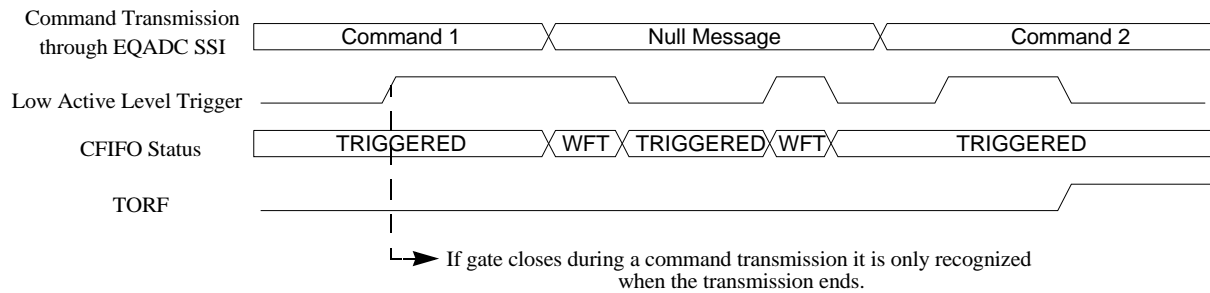 Command Transmission
through EQADC SSI
Command 1
Null Message
Command 2
Low Active Level Trigger
CFIFO Status
TRIGGERED
WFT
TRIGGERED
WFT
TRIGGERED
TORF
If gate closes during a command transmission it is only recognized
when the transmission ends.